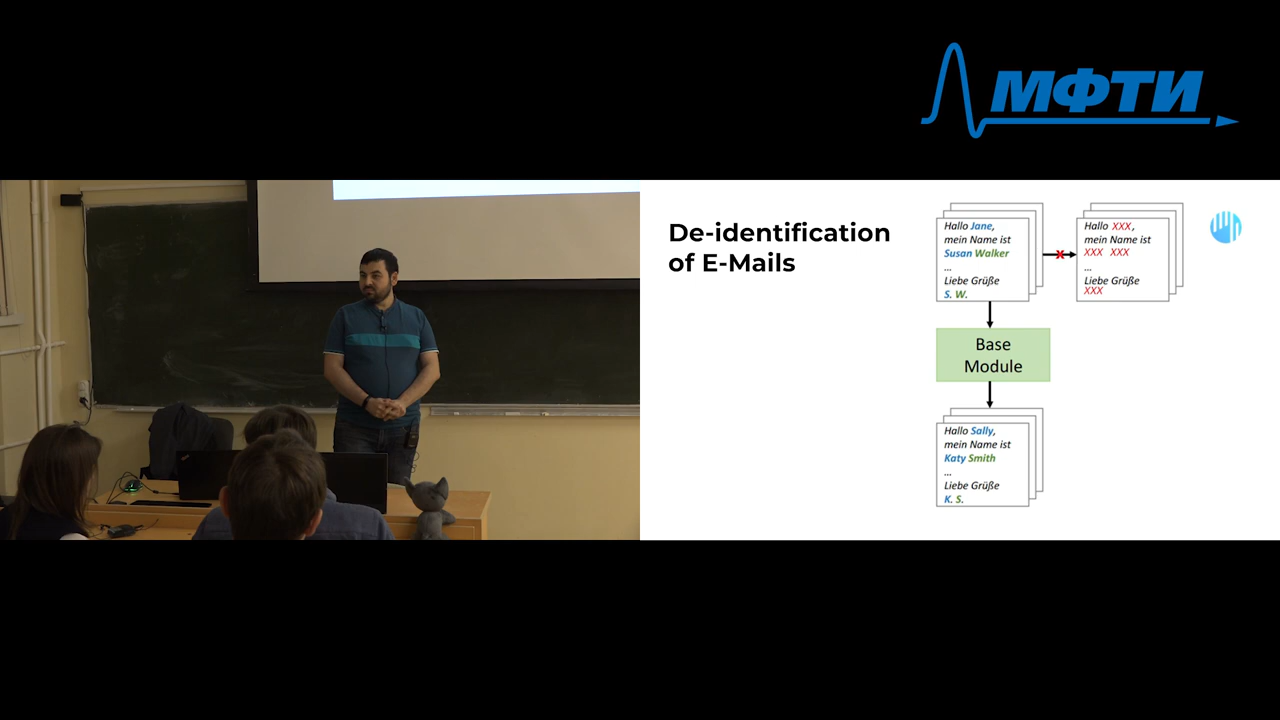 МФТИ
De-identification
of E-Mails
Hallo Jane,
mein Name ist
Susan Walker
...
Liebe Grüße
S. W.
x
Hallo XXX,
mein Name ist
XXX XXX
...
Liebe Grüße
XXX
Base
Module
Hallo Sally,
mein Name ist
Katy Smith
...
Liebe Grüße
K. S.